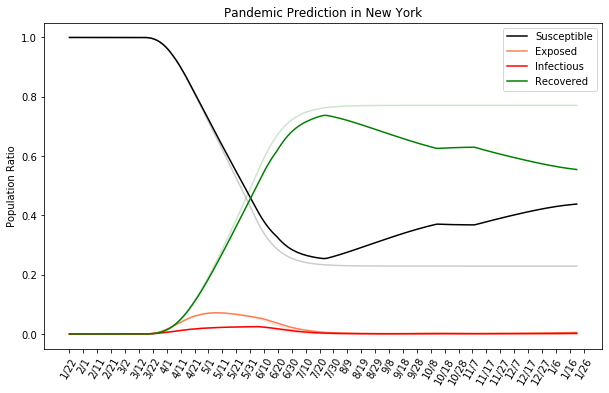 Pandemic Prediction in New York
Susceptible
Exposed
Infectious
Recovered
Population Ratio
1.0
0.8
0.6
0.4
0.2
0.0
1/22 2/1 2/11 2/21 3/2 3/12 3/22 4/1 4/11 4/21 5/1 5/11 5/21 5/31 6/10 6/20 6/30 7/10 7/20 7/30 8/9 8/19 8/29 9/8 9/18 9/28 10/8 10/18 10/28 11/7 11/17 11/27 12/7 12/17 12/27 1/6 1/16 1/26